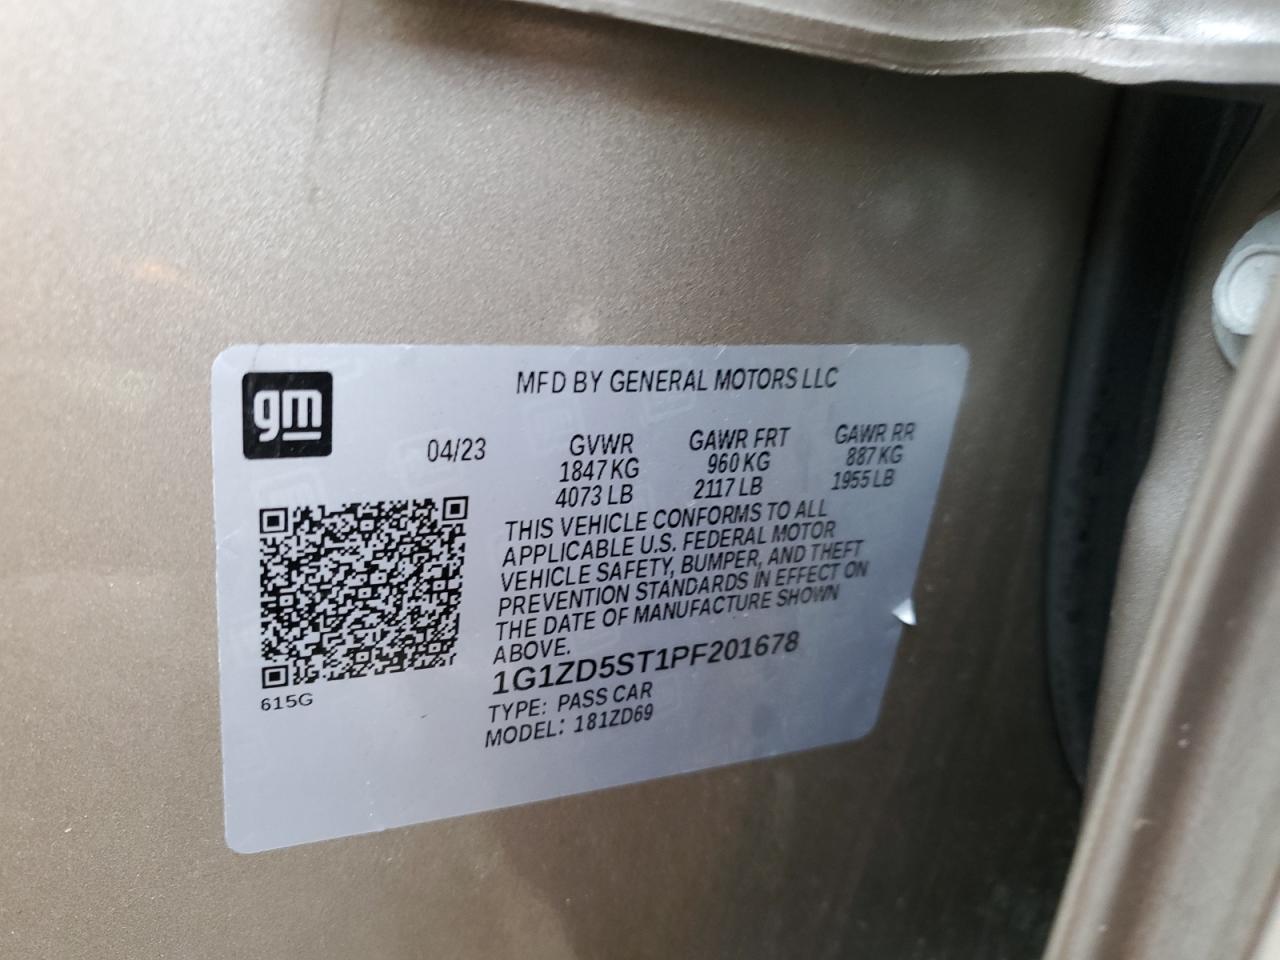 gm
MFD BY GENERAL MOTORS LLC
04/23 GVWR GAWR FRT GAWR RR
1847 KG 960 KG 887 KG
4073 LB 2117 LB 1955 LB
THIS VEHICLE CONFORMS TO ALL
APPLICABLE U.S. FEDERAL MOTOR
VEHICLE SAFETY, BUMPER, AND THEFT
PREVENTION STANDARDS IN EFFECT ON
THE DATE OF MANUFACTURE SHOWN
ABOVE.
1G1ZD5ST1PF201678
TYPE: PASS CAR
MODEL: 181ZD69
615G